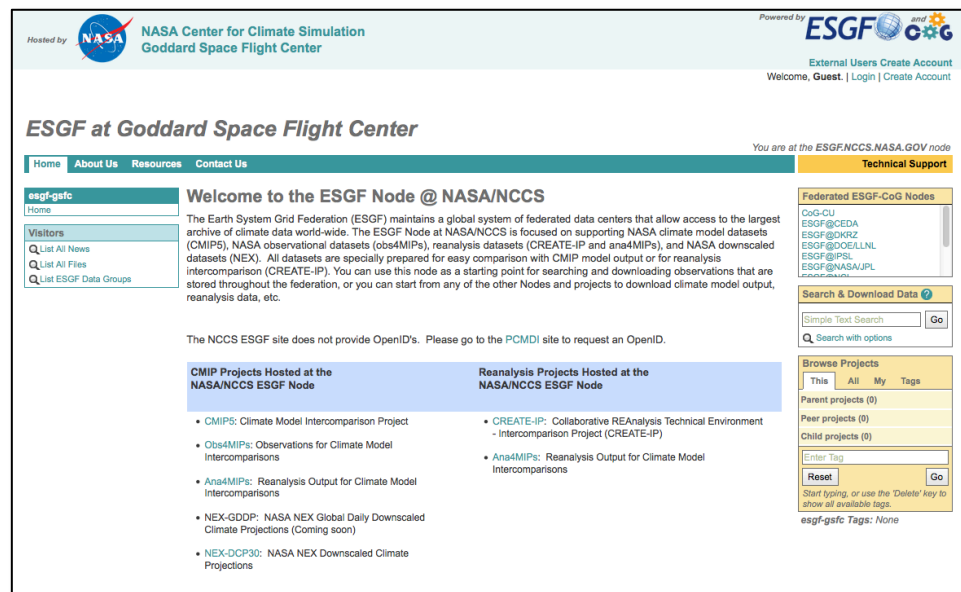 Hosted by
NASA
NASA Center for Climate Simulation
Goddard Space Flight Center
Powered by
ESGF
and
CoG
External Users Create Account
Welcome, Guest. | Login | Create Account
ESGF at Goddard Space Flight Center
You are at the ESGF.NCCS.NASA.GOV node
Home About Us Resources Contact Us
Technical Support
esgf-gsfc
Home
Visitors
List All News
List All Files
List ESGF Data Groups
Welcome to the ESGF Node @ NASA/NCCS
The Earth System Grid Federation (ESGF) maintains a global system of federated data centers that allow access to the largest
archive of climate data world-wide. The ESGF Node at NASA/NCCS is focused on supporting NASA climate model datasets
(CMIP5), NASA observational datasets (obs4MIPs), reanalysis datasets (CREATE-IP and ana4MIPs), and NASA downscaled
datasets (NEX). All datasets are specially prepared for easy comparison with CMIP model output or for reanalysis
intercomparison (CREATE-IP). You can use this node as a starting point for searching and downloading observations that are
stored throughout the federation, or you can start from any of the other Nodes and projects to download climate model output,
reanalysis data, etc.
The NCCS ESGF site does not provide OpenID's. Please go to the PCMDI site to request an OpenID.
CMIP Projects Hosted at the
NASA/NCCS ESGF Node
• CMIP5: Climate Model Intercomparison Project
• Obs4MIPs: Observations for Climate Model
Intercomparisons
• Ana4MIPs: Reanalysis Output for Climate Model
Intercomparisons
• NEX-GDDP: NASA NEX Global Daily Downscaled
Climate Projections (Coming soon)
• NEX-DCP30: NASA NEX Downscaled Climate
Projections
Reanalysis Projects Hosted at the
NASA/NCCS ESGF Node
• CREATE-IP: Collaborative REAnalysis Technical Environment
- Intercomparison Project (CREATE-IP)
• Ana4MIPs: Reanalysis Output for Climate Model
Intercomparisons
Federated ESGF-CoG Nodes
CoG-CU
ESGF@CEDA
ESGF@DKRZ
ESGF@DOE/LLNL
ESGF@IPSL
ESGF@NASA/JPL
Search & Download Data ?
Simple Text Search
Go
Search with options
Browse Projects
This All My Tags
Parent projects (0)
Peer projects (0)
Child projects (0)
Enter Tag
Reset Go
Start typing, or use the 'Delete' key to
show all available tags.
esgf-gsfc Tags: None